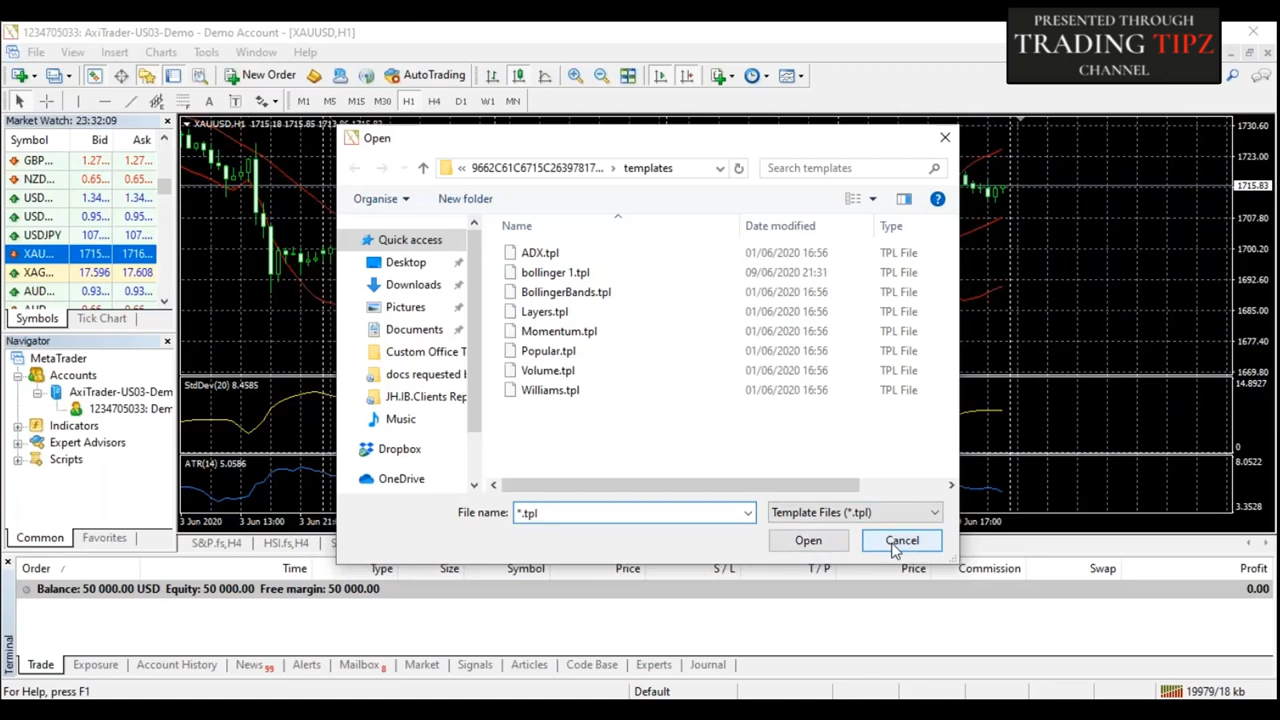 1234705033: AxiTrader-US03-Demo - Demo Account - [XAUUSD,H1]
PRESENTED THROUGH
TRADING TIPZ
CHANNEL
File View Insert Charts Tools Window Help
New Order AutoTrading
A T M1 M5 M15 M30 H1 H4 D1 W1 MN
Market Watch: 23:32:09
Symbol Bid Ask
GBP... 1.27... 1.27...
NZD... 0.65... 0.65...
USD... 1.34... 1.34...
USD... 0.95... 0.95...
USDJPY 107.... 107....
XAU... 1715... 1716...
XAG... 17.596 17.608
AUD... 0.93... 0.93...
Symbols Tick Chart
Navigator
MetaTrader
Accounts
AxiTrader-US03-Demo
1234705033: Dem
Indicators
Expert Advisors
Scripts
Common Favorites
XAUUSD,H1 1715.18 1715.85 1713.86 1715.83
1730.60
1723.00
1715.83
1707.80
1700.20
1692.60
1685.00
1677.40
1669.80
StdDev(20) 8.4585
14.8927
0
ATR(14) 5.0586
8.0522
3.3528
3 Jun 2020 3 Jun 13:00 3 Jun 21:
Jun 17:00
S&P.fs,H4 HSI.fs,H4
Open
« 9662C61C6715C26397817... › templates
Search templates
Organise New folder
Quick access
Desktop
Downloads
Pictures
Documents
Custom Office T
docs requested b
JH.IB.Clients Rep
Music
Dropbox
OneDrive
Name Date modified Type
ADX.tpl 01/06/2020 16:56 TPL File
bollinger 1.tpl 09/06/2020 21:31 TPL File
BollingerBands.tpl 01/06/2020 16:56 TPL File
Layers.tpl 01/06/2020 16:56 TPL File
Momentum.tpl 01/06/2020 16:56 TPL File
Popular.tpl 01/06/2020 16:56 TPL File
Volume.tpl 01/06/2020 16:56 TPL File
Williams.tpl 01/06/2020 16:56 TPL File
File name: *.tpl Template Files (*.tpl)
Open Cancel
Order / Time Type Size Symbol Price S / L T / P Price Commission Swap Profit
Balance: 50 000.00 USD Equity: 50 000.00 Free margin: 50 000.00 0.00
Terminal
Trade Exposure Account History News 99 Alerts Mailbox 8 Market Signals Articles Code Base Experts Journal
For Help, press F1 Default 19979/18 kb